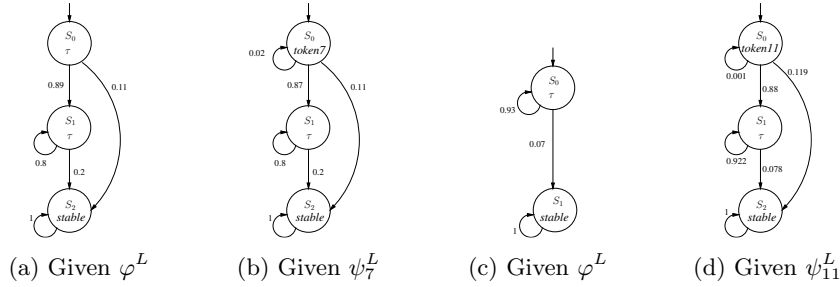 S₀
τ
0.89
0.11
S₁
τ
0.8
0.2
S₂
stable
1
(a) Given φ^L
S₀
token7
0.02
0.87
0.11
S₁
τ
0.8
0.2
S₂
stable
1
(b) Given ψ₇^L
S₀
τ
0.93
0.07
S₁
stable
1
(c) Given φ^L
S₀
token11
0.001
0.119
0.88
S₁
τ
0.922
0.078
S₂
stable
1
(d) Given ψ₁₁^L